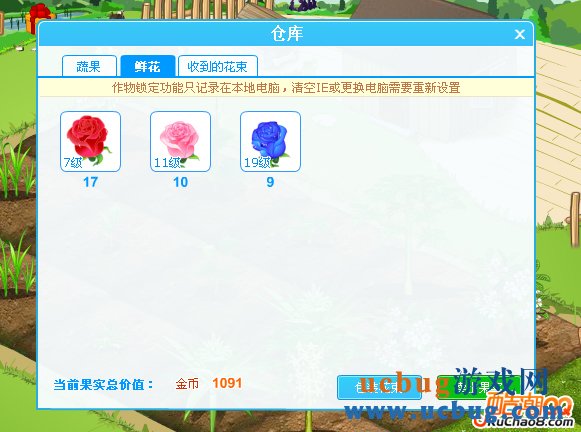 仓库
蔬果 鲜花 收到的花束
作物锁定功能只记录在本地电脑，清空IE或更换电脑需要重新设置
7级 11级 19级
17 10 9
当前果实总价值： 金币 1091
ucbug游戏网
www.ucbug.com
JRuChao8.com